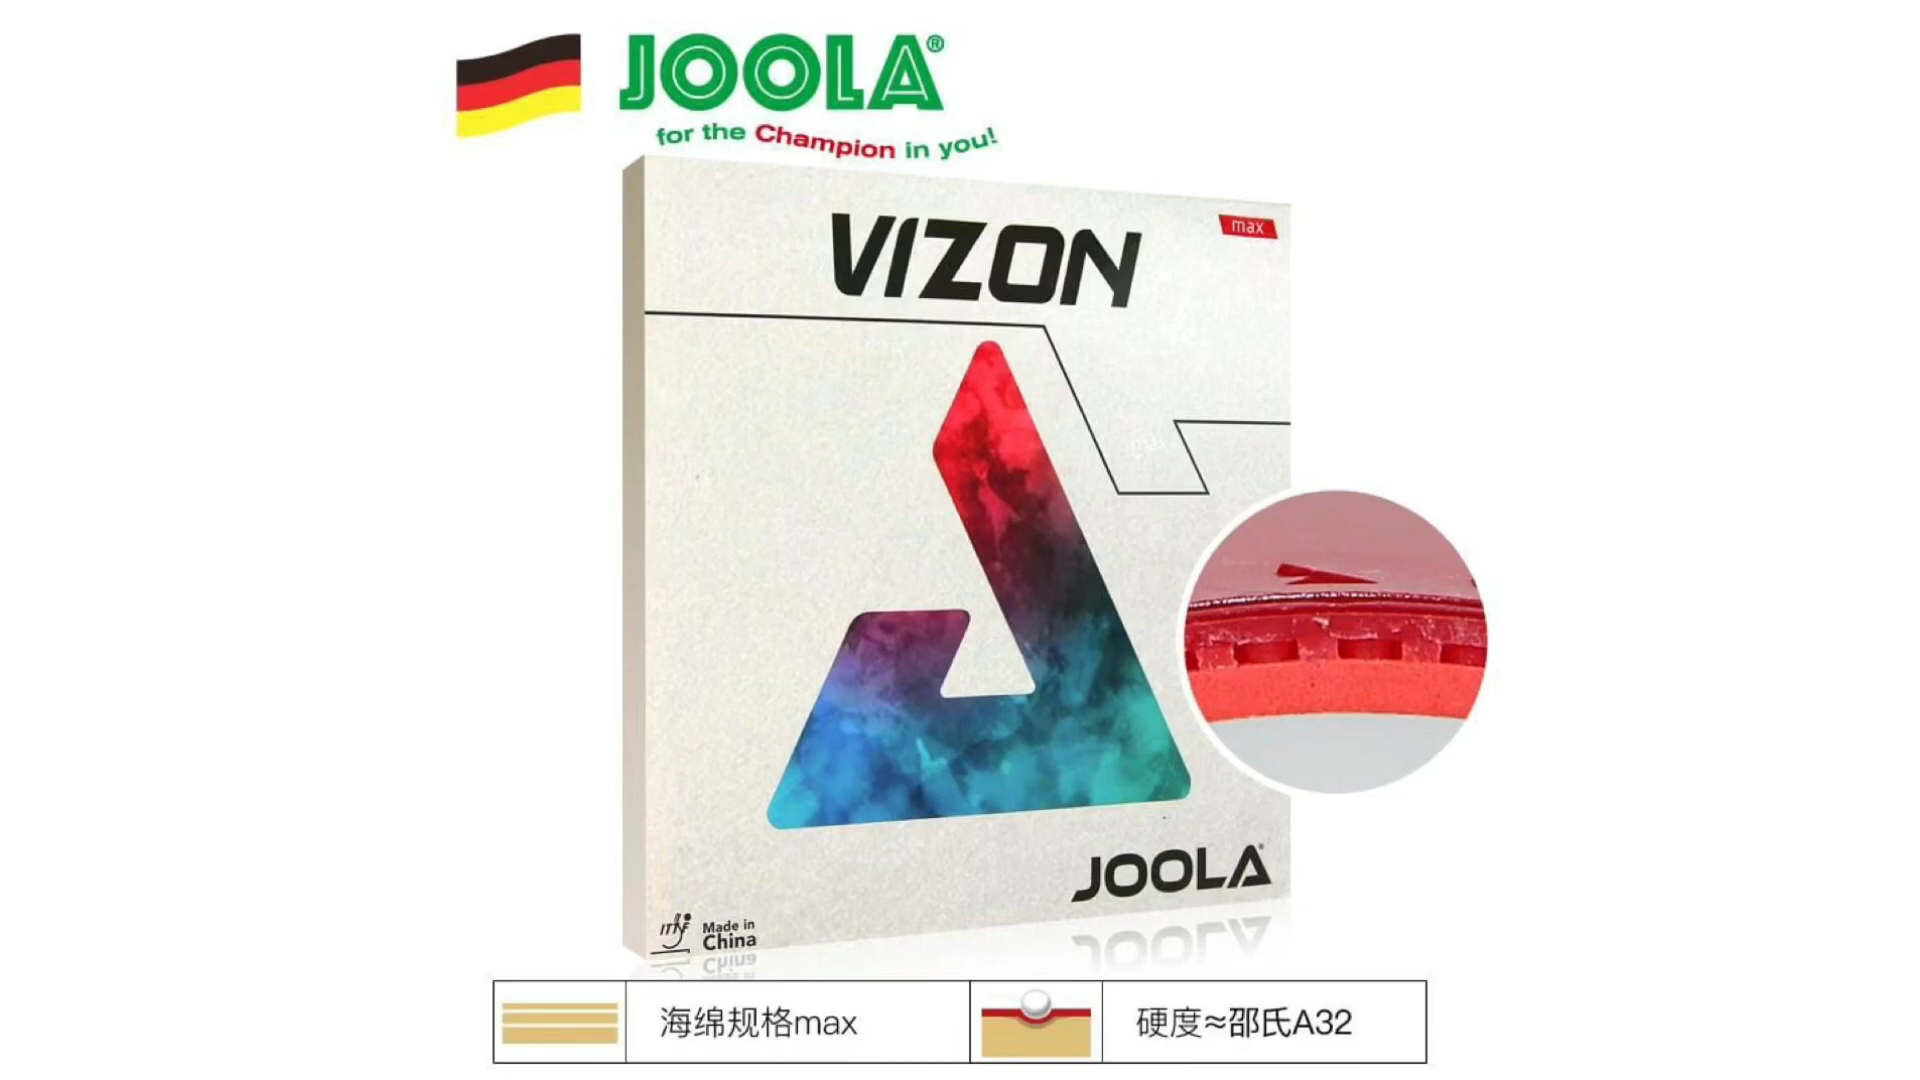 JOOLA®
for the Champion in you!
VIZON
max
max
JOOLA
ITTF
Made in
China
海绵规格max
硬度≈邵氏A32